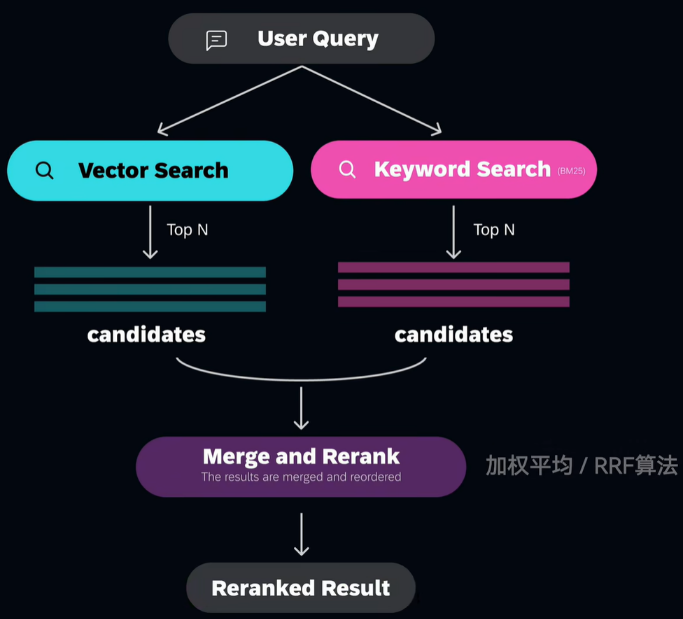 User Query
Vector Search
Keyword Search (BM25)
Top N
Top N
candidates
candidates
Merge and Rerank
The results are merged and reordered
加权平均 / RRF算法
Reranked Result